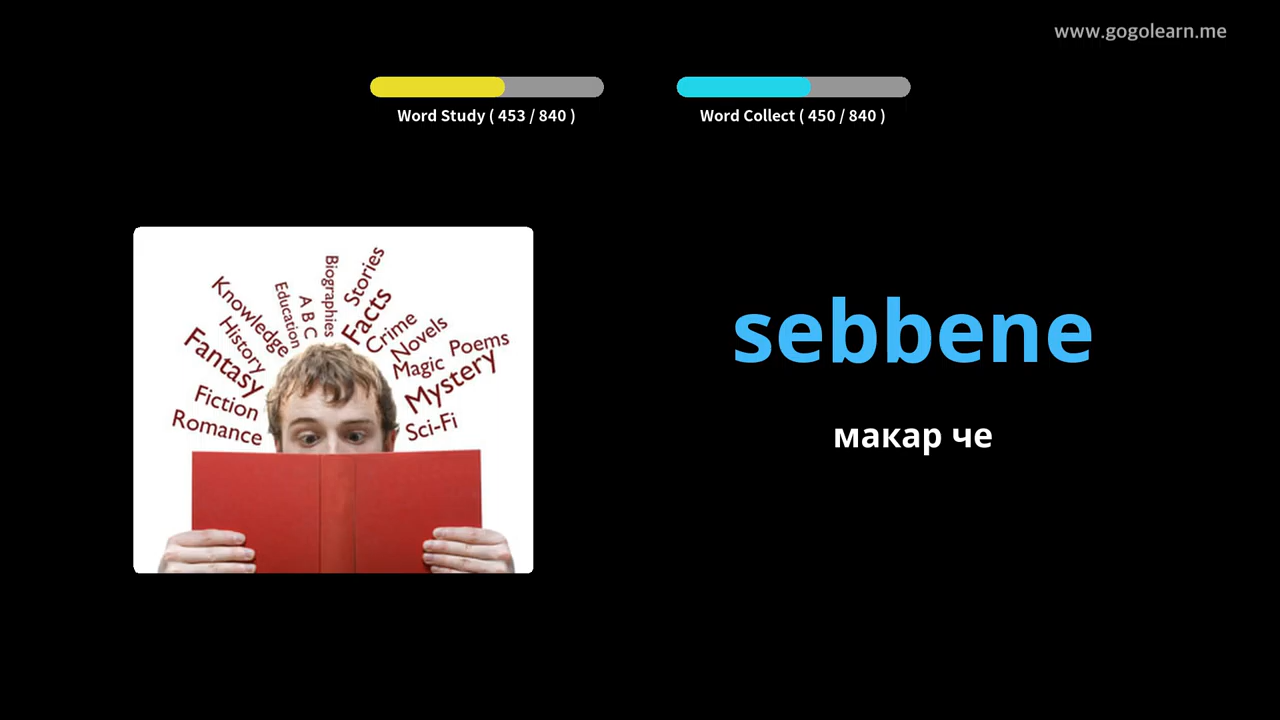 www.gogolearn.me
Word Study ( 453 / 840 )
Word Collect ( 450 / 840 )
Biographies
Stories
Education
A B C
Facts
Knowledge
Crime
History
Novels
Fantasy
Magic
Poems
Mystery
Fiction
Romance
Sci-Fi
sebbene
макар че